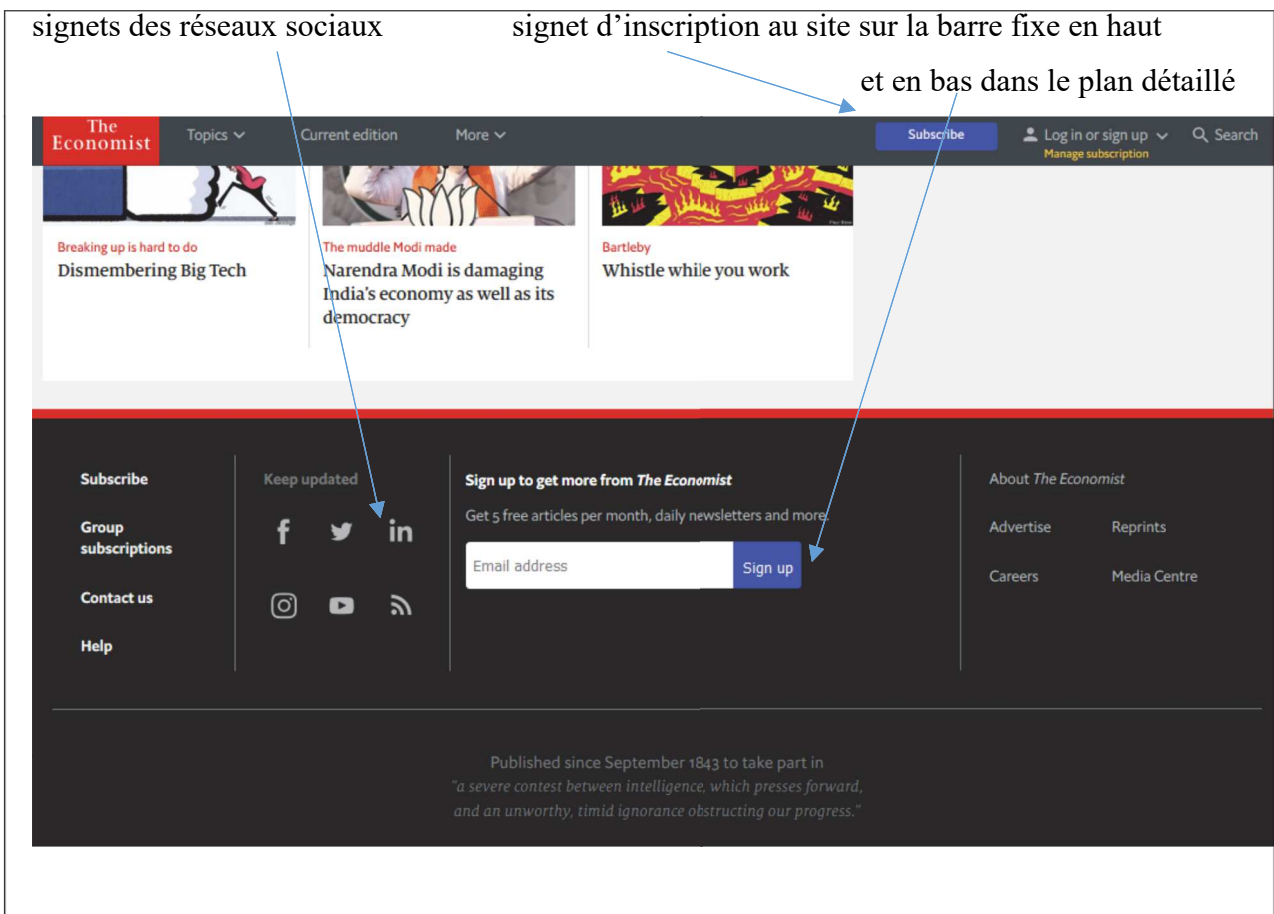 signets des réseaux sociaux
signet d’inscription au site sur la barre fixe en haut
et en bas dans le plan détaillé
The
Economist
Topics
Current edition
More
Subscribe
Log in or sign up
Search
Manage subscription
Breaking up is hard to do
Dismembering Big Tech
The muddle Modi made
Narendra Modi is damaging
India’s economy as well as its
democracy
Bartleby
Whistle while you work
Subscribe
Group
subscriptions
Contact us
Help
Keep updated
f
in
Sign up to get more from The Economist
Get 5 free articles per month, daily newsletters and more.
Email address
Sign up
About The Economist
Advertise
Reprints
Careers
Media Centre
Published since September 1843 to take part in
“a severe contest between intelligence, which presses forward,
and an unworthy, timid ignorance obstructing our progress.”